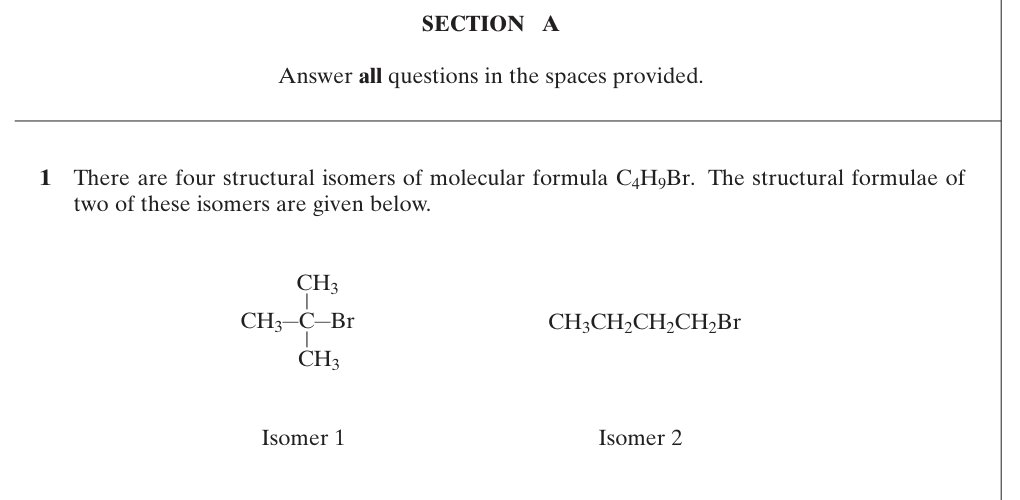 SECTION A
Answer all questions in the spaces provided.
1 There are four structural isomers of molecular formula C₄H₉Br. The structural formulae of
two of these isomers are given below.
CH₃
CH₃–C–Br
CH₃
CH₃CH₂CH₂CH₂Br
Isomer 1
Isomer 2